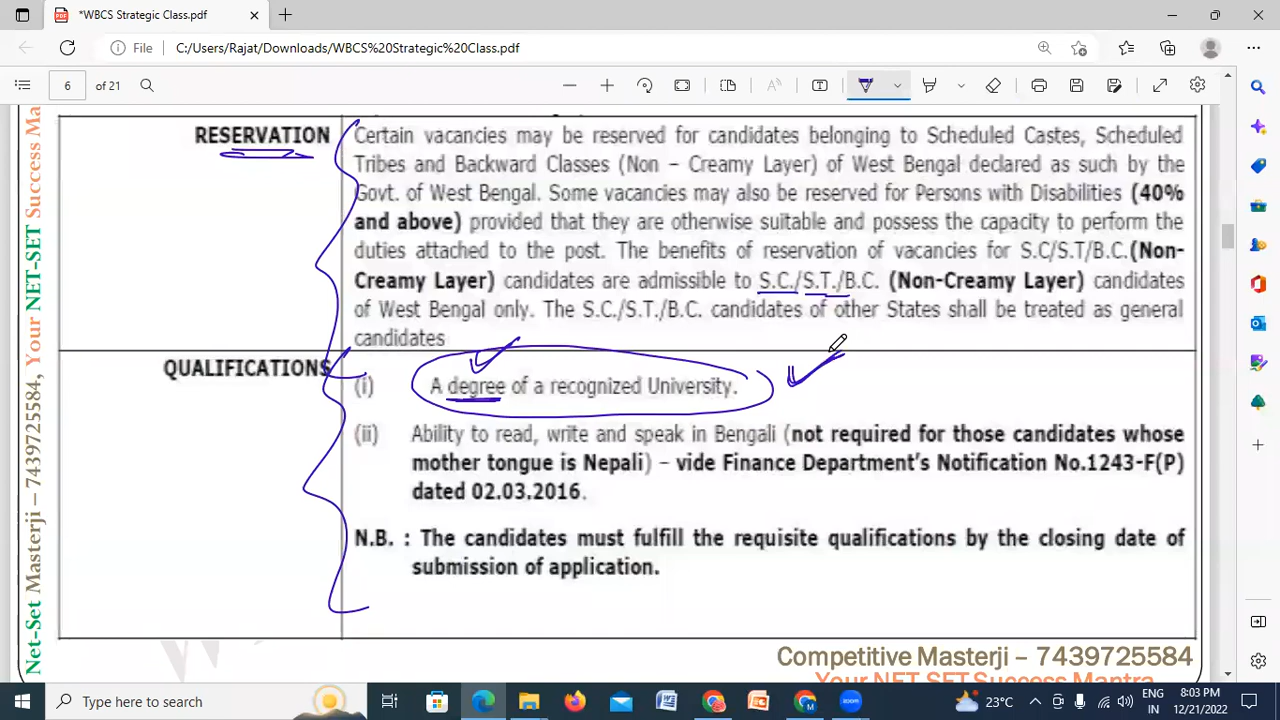 *WBCS Strategic Class.pdf
File C:/Users/Rajat/Downloads/WBCS%20Strategic%20Class.pdf
6 of 21
RESERVATION
Certain vacancies may be reserved for candidates belonging to Scheduled Castes, Scheduled
Tribes and Backward Classes (Non – Creamy Layer) of West Bengal declared as such by the
Govt. of West Bengal. Some vacancies may also be reserved for Persons with Disabilities (40%
and above) provided that they are otherwise suitable and possess the capacity to perform the
duties attached to the post. The benefits of reservation of vacancies for S.C/S.T/B.C.(Non-
Creamy Layer) candidates are admissible to S.C./S.T./B.C. (Non-Creamy Layer) candidates
of West Bengal only. The S.C./S.T./B.C. candidates of other States shall be treated as general
candidates
QUALIFICATIONS
(i) A degree of a recognized University.
(ii) Ability to read, write and speak in Bengali (not required for those candidates whose
mother tongue is Nepali) – vide Finance Department's Notification No.1243-F(P)
dated 02.03.2016.
N.B. : The candidates must fulfill the requisite qualifications by the closing date of
submission of application.
Net-Set Masterji – 7439725584, Your NET-SET Success Ma
Competitive Masterji – 7439725584
Your NET SET Success Mantra
Type here to search
23°C
ENG
IN
8:03 PM
12/21/2022